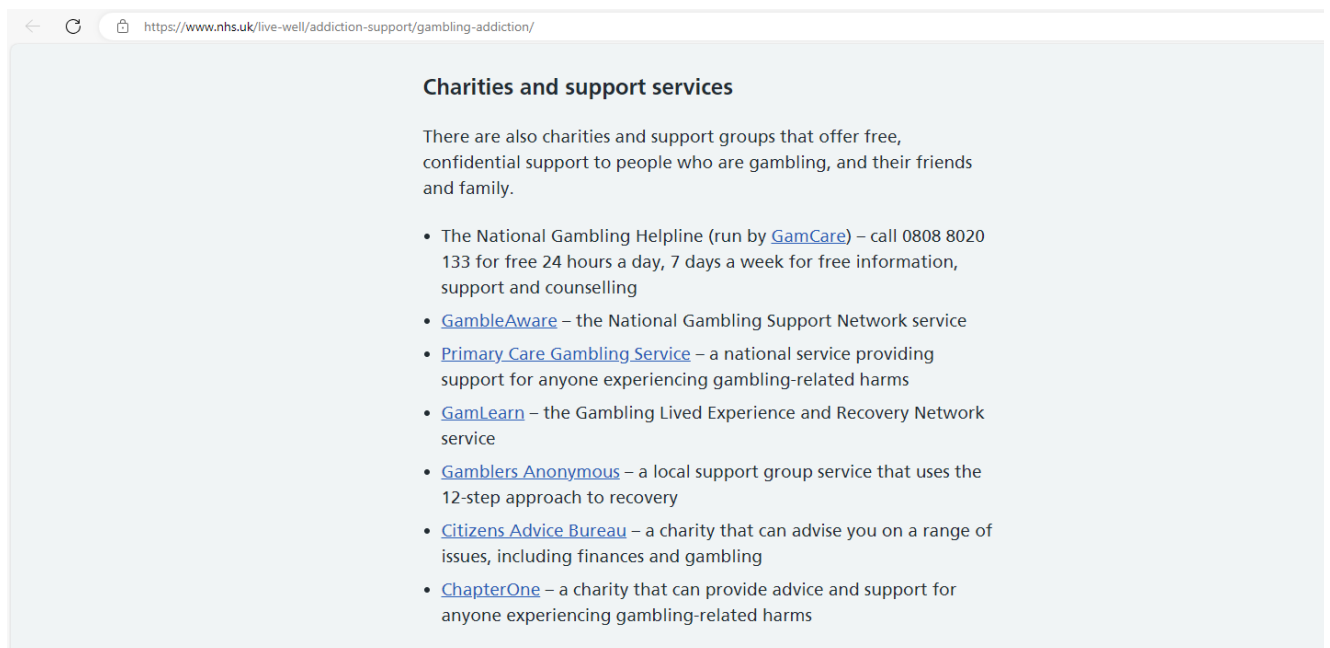 https://www.nhs.uk/live-well/addiction-support/gambling-addiction/
Charities and support services
There are also charities and support groups that offer free,
confidential support to people who are gambling, and their friends
and family.
• The National Gambling Helpline (run by GamCare) – call 0808 8020
133 for free 24 hours a day, 7 days a week for free information,
support and counselling
• GambleAware – the National Gambling Support Network service
• Primary Care Gambling Service – a national service providing
support for anyone experiencing gambling-related harms
• GamLearn – the Gambling Lived Experience and Recovery Network
service
• Gamblers Anonymous – a local support group service that uses the
12-step approach to recovery
• Citizens Advice Bureau – a charity that can advise you on a range of
issues, including finances and gambling
• ChapterOne – a charity that can provide advice and support for
anyone experiencing gambling-related harms